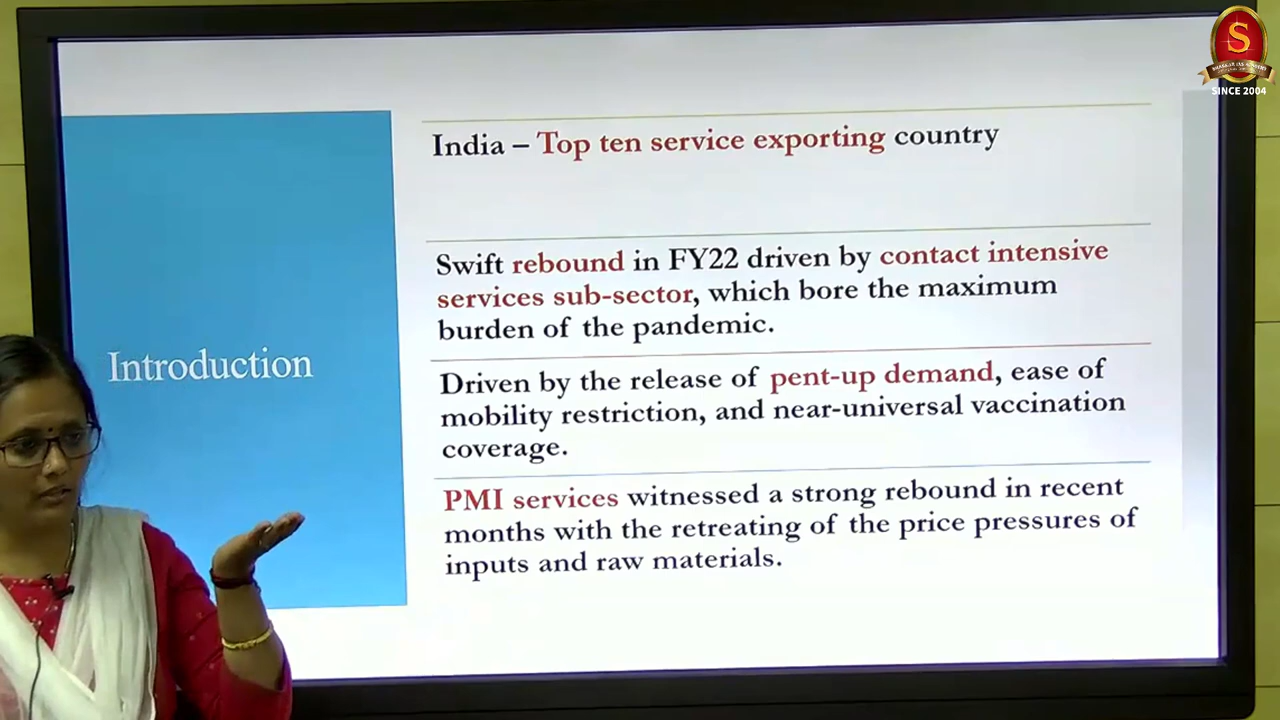 S
SHANKAR IAS ACADEMY
SINCE 2004
India – Top ten service exporting country
Swift rebound in FY22 driven by contact intensive
services sub-sector, which bore the maximum
burden of the pandemic.
Introduction
Driven by the release of pent-up demand, ease of
mobility restriction, and near-universal vaccination
coverage.
PMI services witnessed a strong rebound in recent
months with the retreating of the price pressures of
inputs and raw materials.